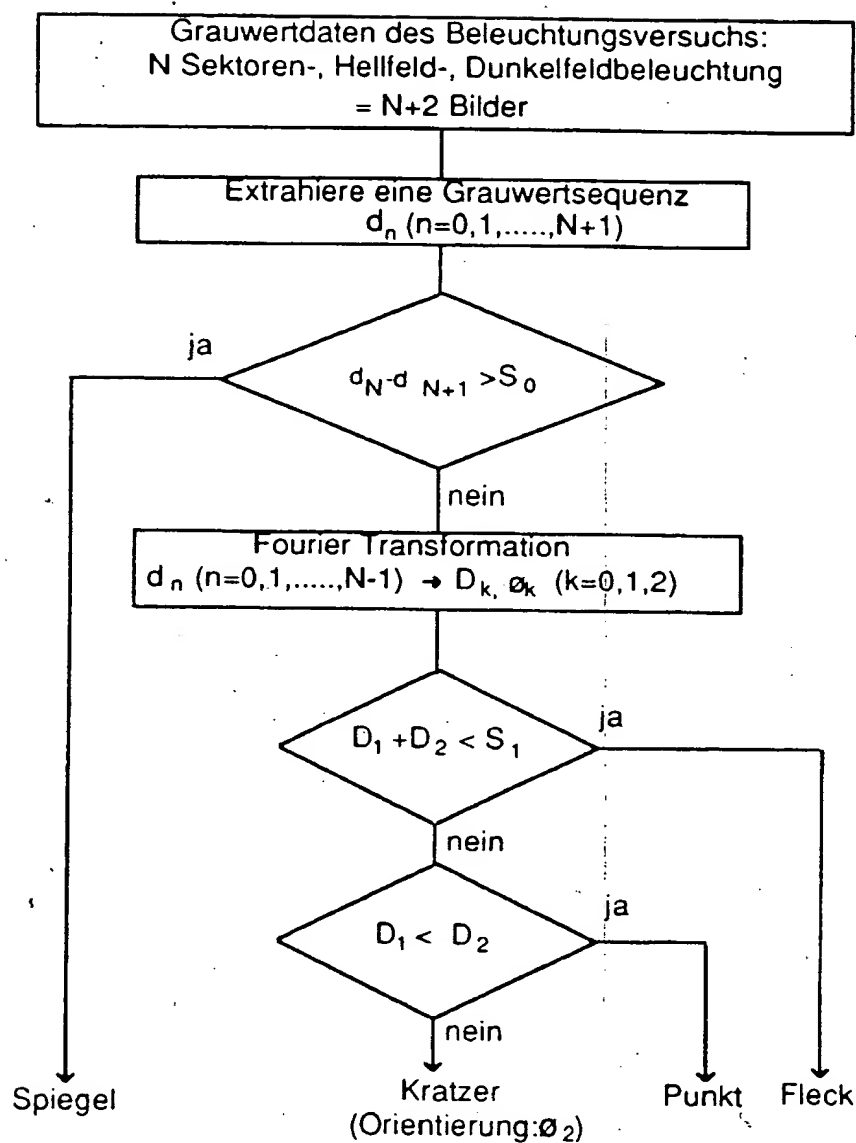 Grauwertdaten des Beleuchtungsversuchs:
N Sektoren-, Hellfeld-, Dunkelfeldbeleuchtung
= N+2 Bilder
Extrahiere eine Grauwertsequenz
dₙ (n=0,1,.....,N+1)
ja
d_N-d_N+1 >S₀
nein
Fourier Transformation
dₙ (n=0,1,.....,N-1) → Dₖ, øₖ (k=0,1,2)
D₁ +D₂ < S₁
ja
nein
D₁ < D₂
ja
nein
Spiegel
Kratzer
(Orientierung:ø₂)
Punkt
Fleck